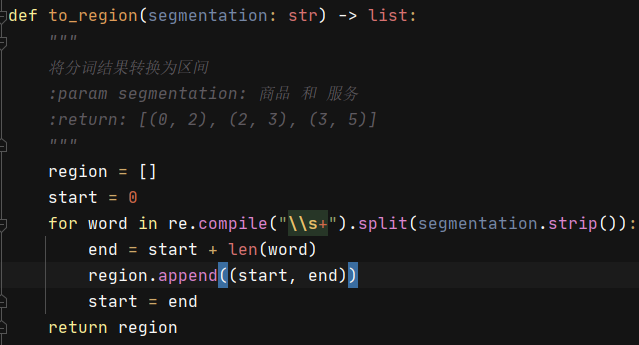 def to_region(segmentation: str) -> list:
    """
    将分词结果转换为区间
    :param segmentation: 商品 和 服务
    :return: [(0, 2), (2, 3), (3, 5)]
    """
    region = []
    start = 0
    for word in re.compile("\\s+").split(segmentation.strip()):
        end = start + len(word)
        region.append((start, end))
        start = end
    return region